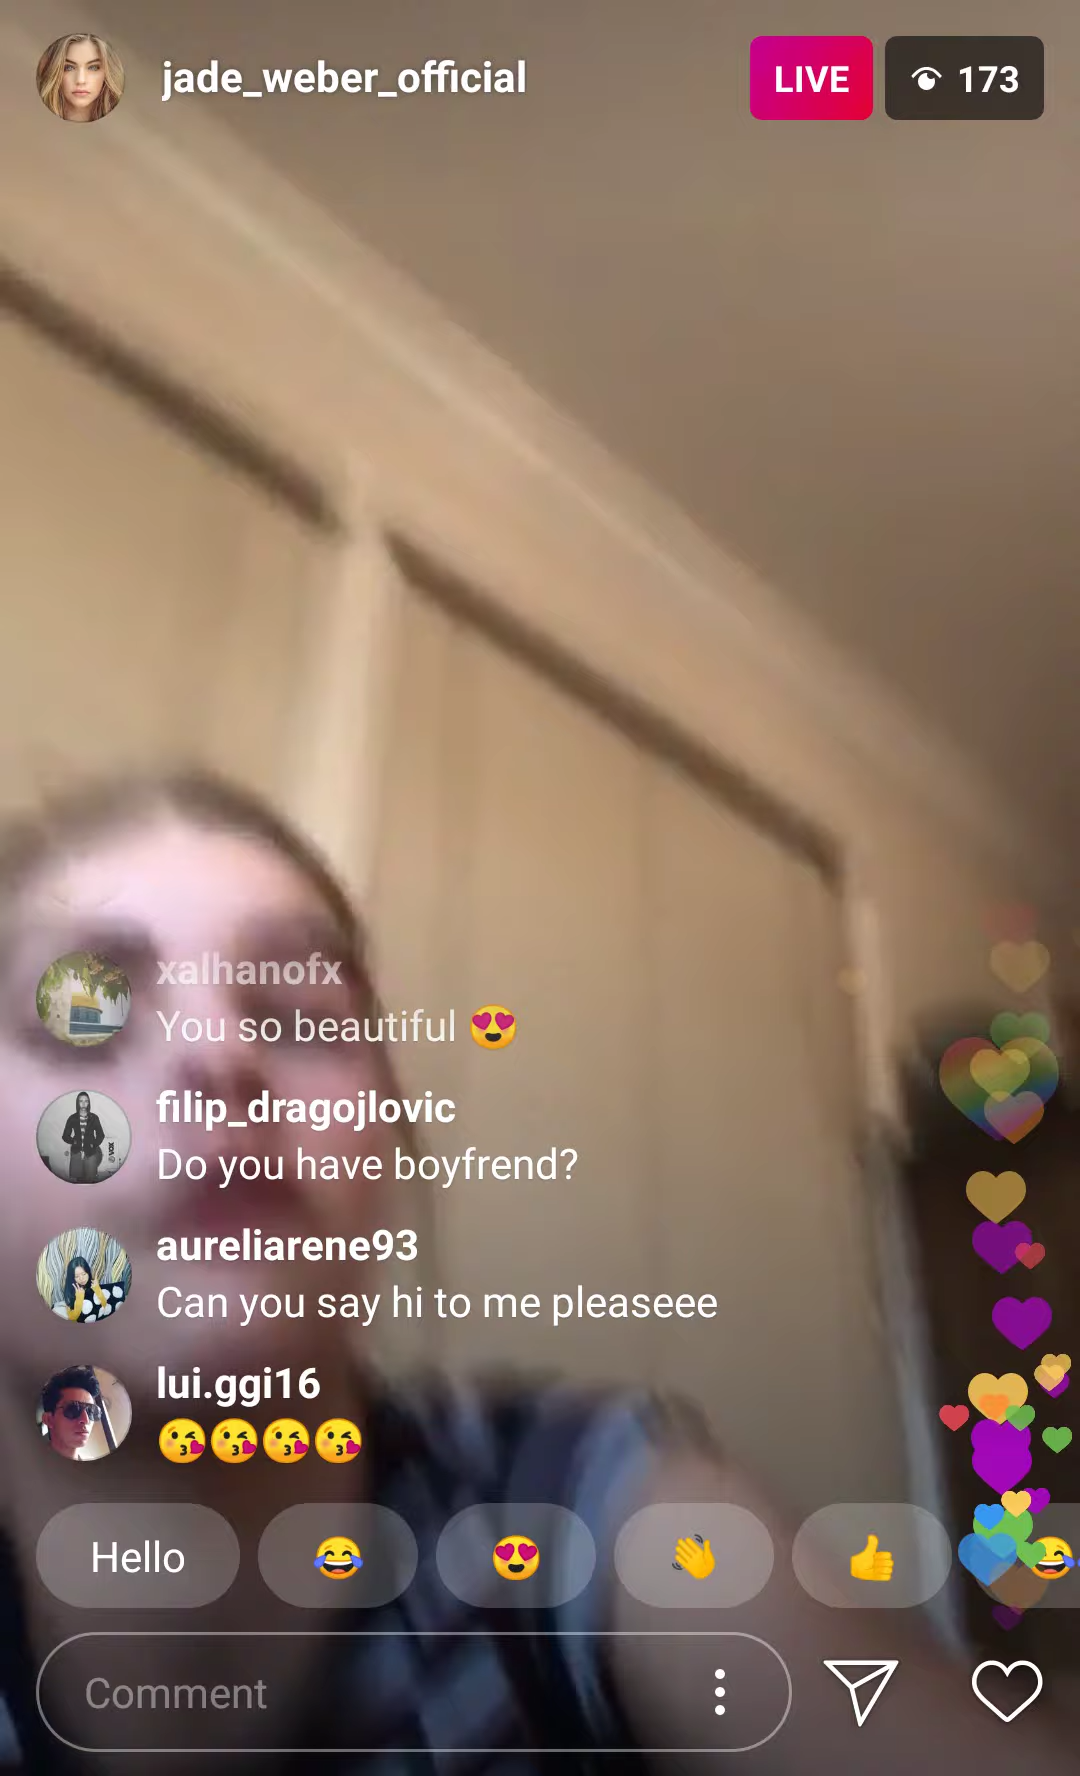 jade_weber_official
LIVE
173
xalhanofx
You so beautiful 😍
filip_dragojlovic
Do you have boyfrend?
aureliarene93
Can you say hi to me pleaseee
lui.ggi16
😘😘😘😘
Hello 😂 😍 👋 👍 😂
Comment